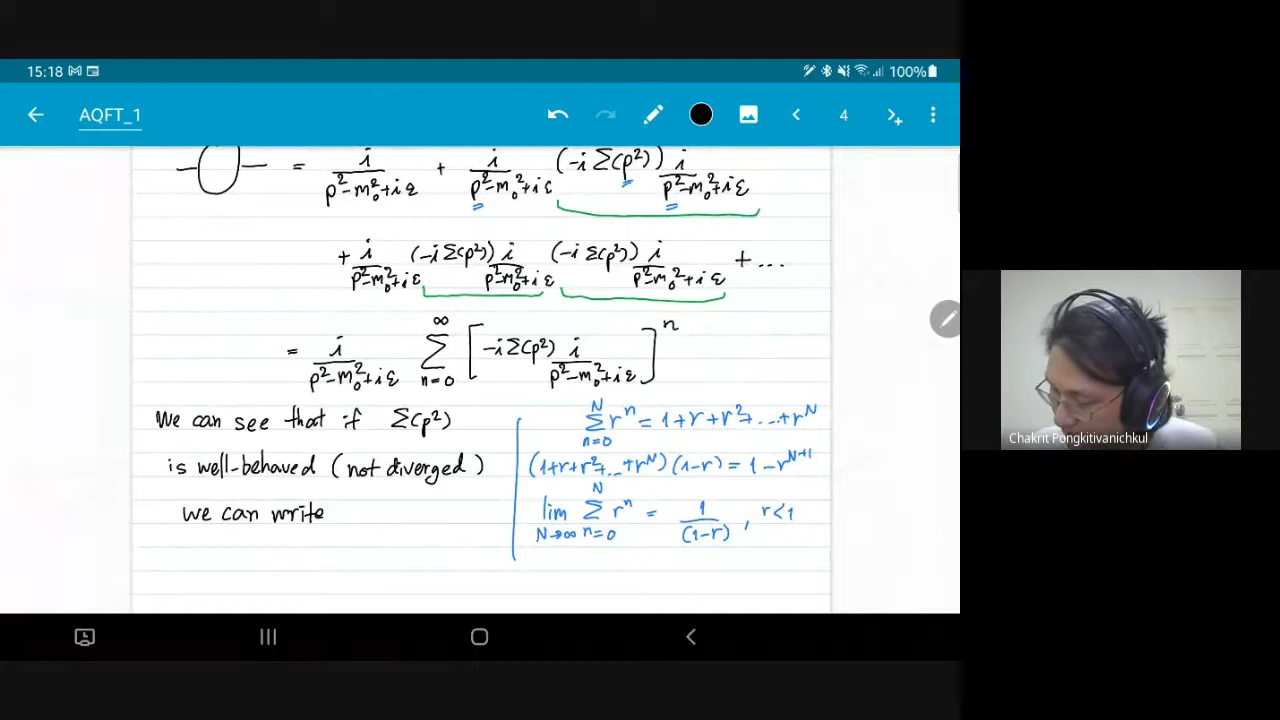 15:18 100%
AQFT_1 4
= i/(p²-m₀²+iε) + i/(p²-m₀²+iε) (-iΣ(p²)) i/(p²-m₀²+iε)
+ i/(p²-m₀²+iε) (-iΣ(p²)) i/(p²-m₀²+iε) (-iΣ(p²)) i/(p²-m₀²+iε) + ...
= i/(p²-m₀²+iε) Σ_{n=0}^{∞} [-iΣ(p²) i/(p²-m₀²+iε)]^n
We can see that if Σ(p²)
is well-behaved (not diverged)
we can write
Σ_{n=0}^{N} r^n = 1+r+r²+...+r^N
(1+r+r²+...+r^N)(1-r) = 1-r^{N+1}
lim_{N→∞} Σ_{n=0}^{N} r^n = 1/(1-r), r<1
Chakrit Pongkitivanichkul